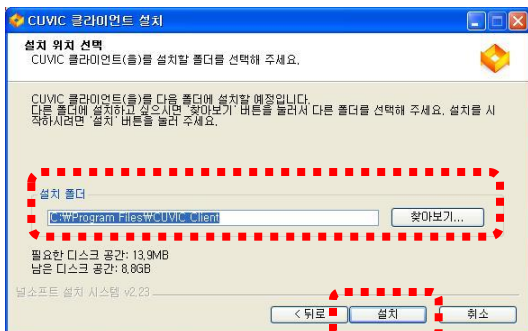 CUVIC 클라이언트 설치
설치 위치 선택
CUVIC 클라이언트(을)를 설치할 폴더를 선택해 주세요.
CUVIC 클라이언트(을)를 다음 폴더에 설치할 예정입니다.
다른 폴더에 설치하고 싶으시면 '찾아보기' 버튼을 눌러서 다른 폴더를 선택해 주세요. 설치를 시
작하시려면 '설치' 버튼을 눌러 주세요.
설치 폴더
C:₩Program Files₩CUVIC Client
찾아보기...
필요한 디스크 공간: 13,9MB
남은 디스크 공간: 8,8GB
널소프트 설치 시스템 v2,23
< 뒤로
설치
취소